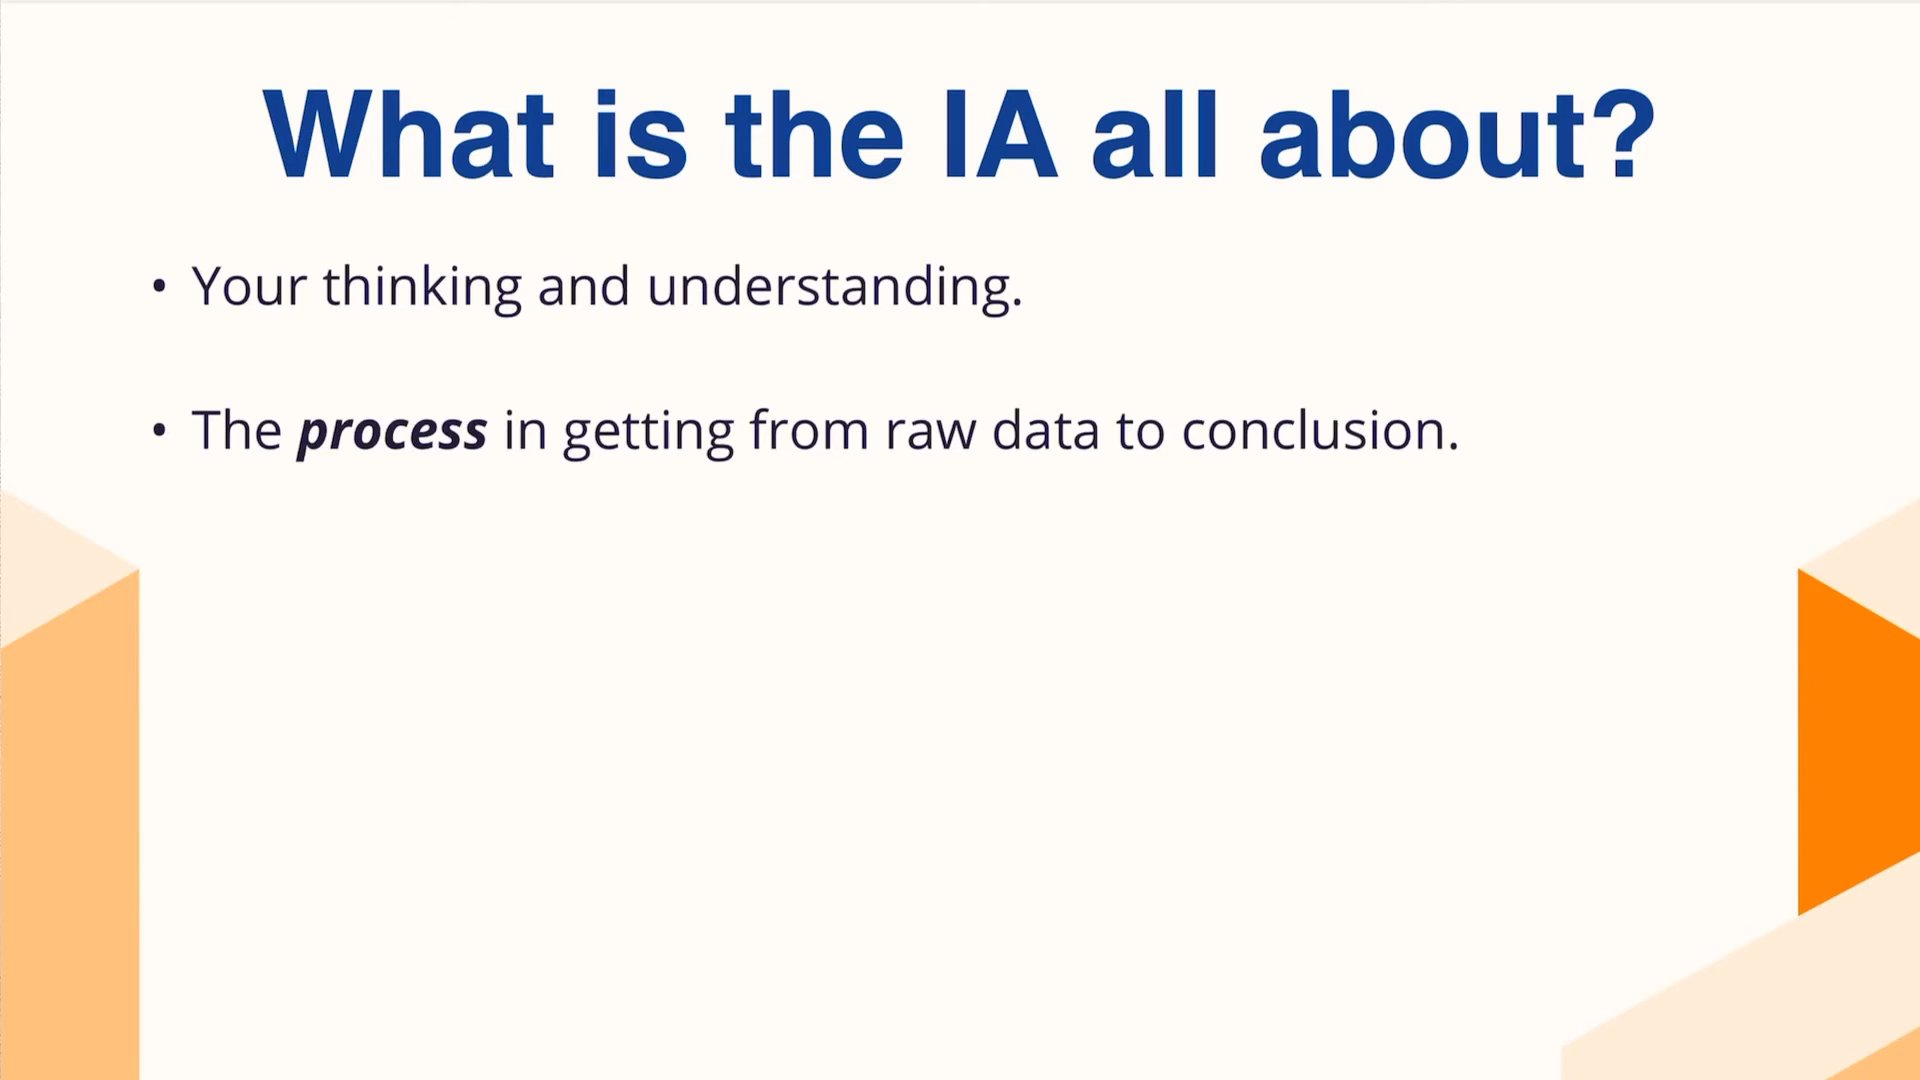 What is the IA all about?
• Your thinking and understanding.
• The process in getting from raw data to conclusion.